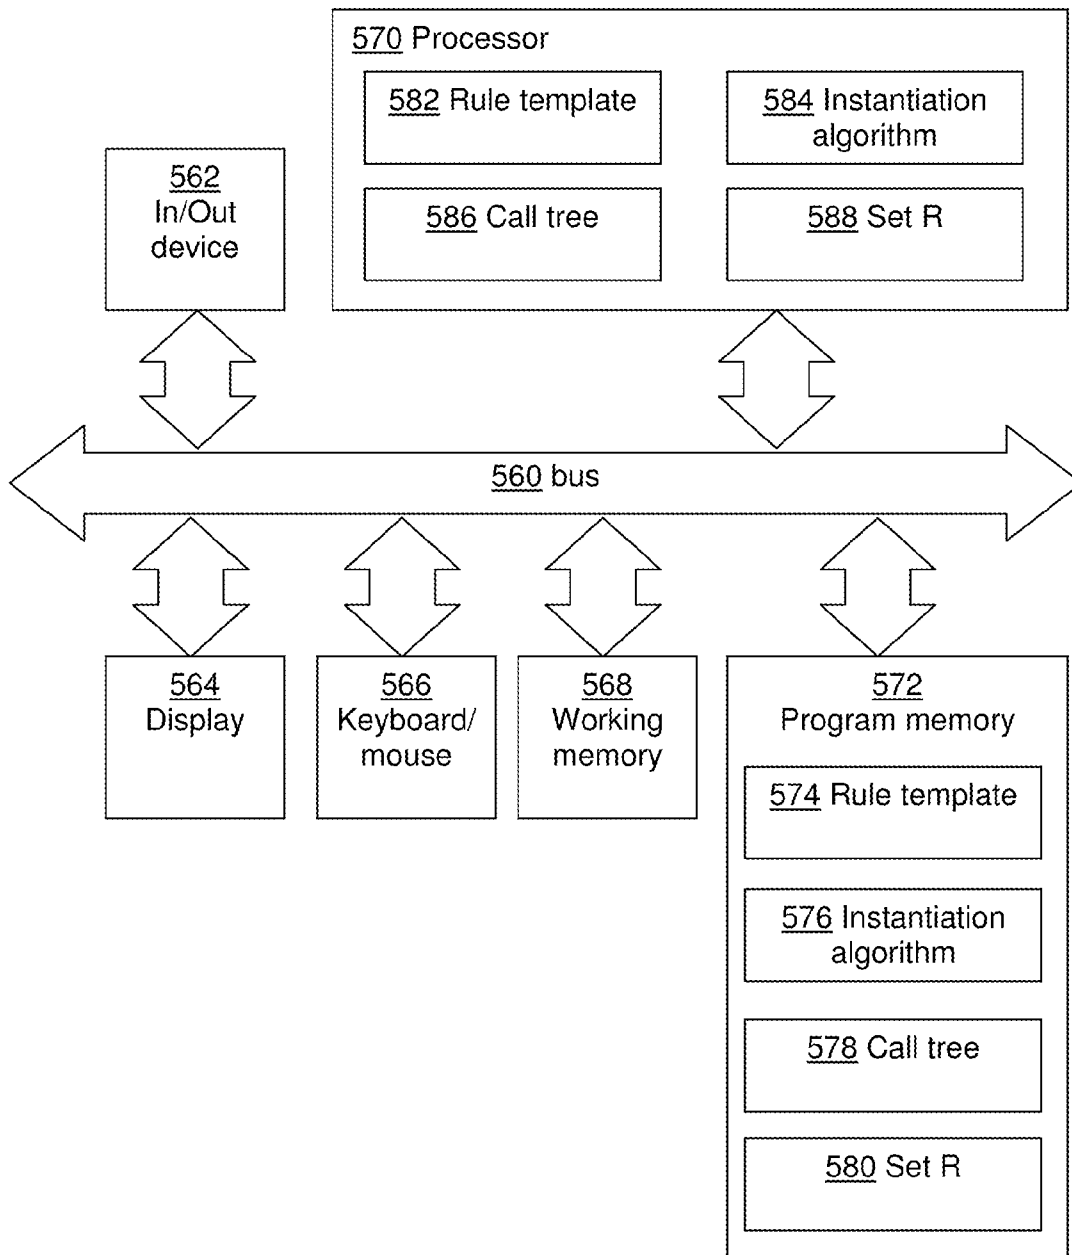 570 Processor
582 Rule template
584 Instantiation
algorithm
586 Call tree
588 Set R
562
In/Out
device
560 bus
564
Display
566
Keyboard/
mouse
568
Working
memory
572
Program memory
574 Rule template
576 Instantiation
algorithm
578 Call tree
580 Set R